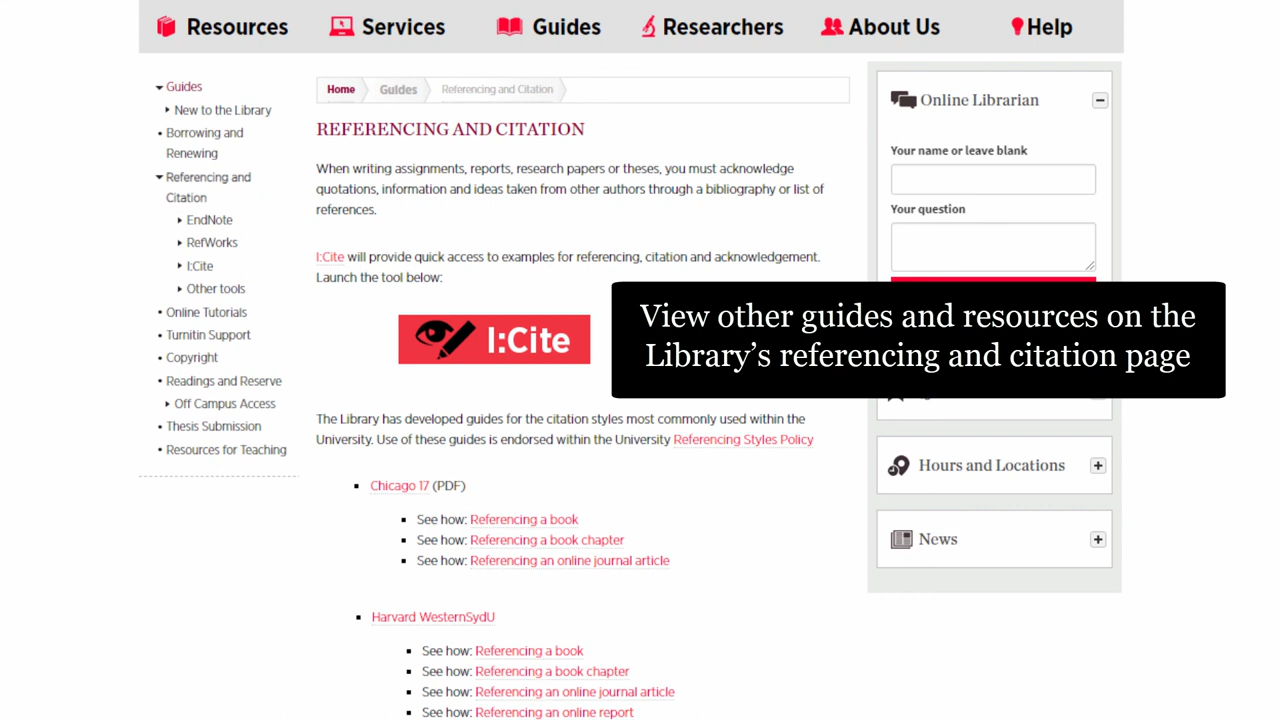 Resources Services Guides Researchers About Us Help
Guides
New to the Library
Borrowing and
Renewing
Referencing and
Citation
EndNote
RefWorks
I:Cite
Other tools
Online Tutorials
Turnitin Support
Copyright
Readings and Reserve
Off Campus Access
Thesis Submission
Resources for Teaching
Home Guides Referencing and Citation
REFERENCING AND CITATION
When writing assignments, reports, research papers or theses, you must acknowledge
quotations, information and ideas taken from other authors through a bibliography or list of
references.
I:Cite will provide quick access to examples for referencing, citation and acknowledgement.
Launch the tool below:
I:Cite
The Library has developed guides for the citation styles most commonly used within the
University. Use of these guides is endorsed within the University Referencing Styles Policy
Chicago 17 (PDF)
See how: Referencing a book
See how: Referencing a book chapter
See how: Referencing an online journal article
Harvard WesternSydU
See how: Referencing a book
See how: Referencing a book chapter
See how: Referencing an online journal article
See how: Referencing an online report
Online Librarian
Your name or leave blank
Your question
View other guides and resources on the
Library’s referencing and citation page
Hours and Locations
News